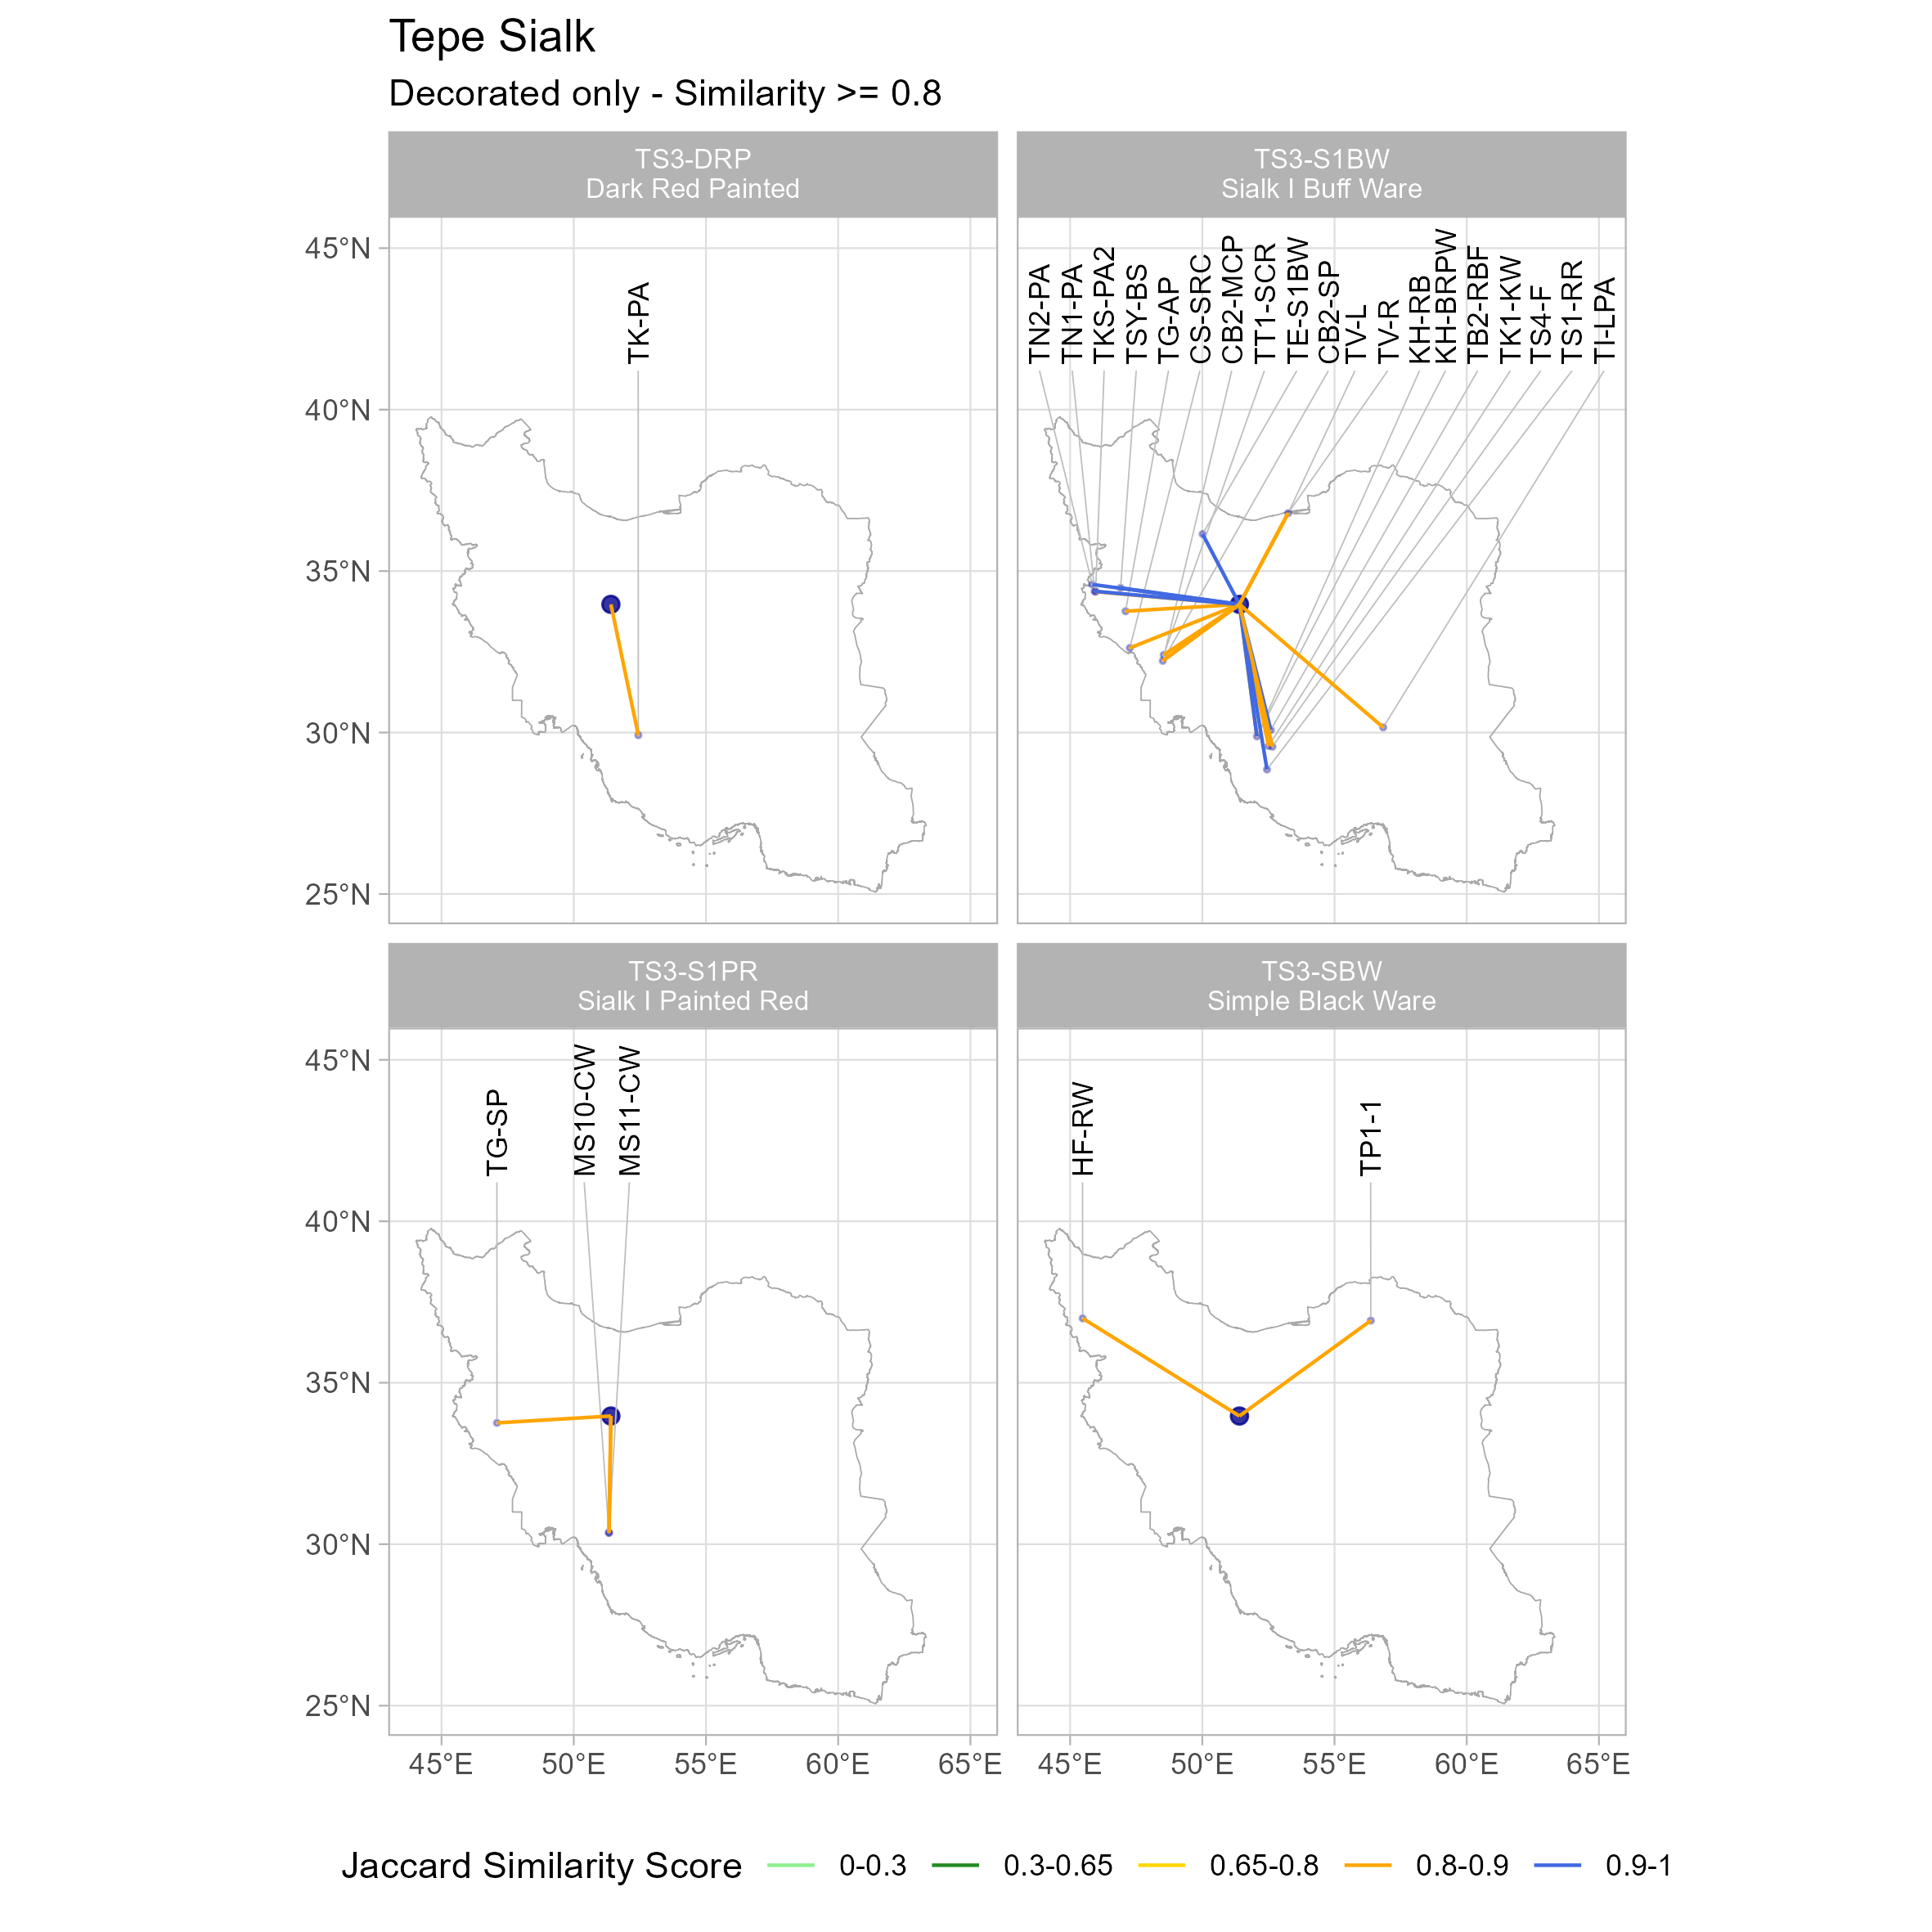 Tepe Sialk
Decorated only - Similarity >= 0.8
TS3-DRP
Dark Red Painted
TS3-S1BW
Sialk I Buff Ware
45°N
40°N
35°N
30°N
25°N
TK-PA
TN2-PA
TN1-PA
TKS-PA2
TSY-BS
TG-AP
CS-SRC
CB2-MCP
TT1-SCR
TE-S1BW
CB2-SP
TV-L
TV-R
KH-RB
KH-BRPW
TB2-RBF
TK1-KW
TS4-F
TS1-RR
TI-LPA
TS3-S1PR
Sialk I Painted Red
TS3-SBW
Simple Black Ware
45°N
40°N
35°N
30°N
25°N
TG-SP
MS10-CW
MS11-CW
HF-RW
TP1-1
45°E 50°E 55°E 60°E 65°E
45°E 50°E 55°E 60°E 65°E
Jaccard Similarity Score 0-0.3 0.3-0.65 0.65-0.8 0.8-0.9 0.9-1